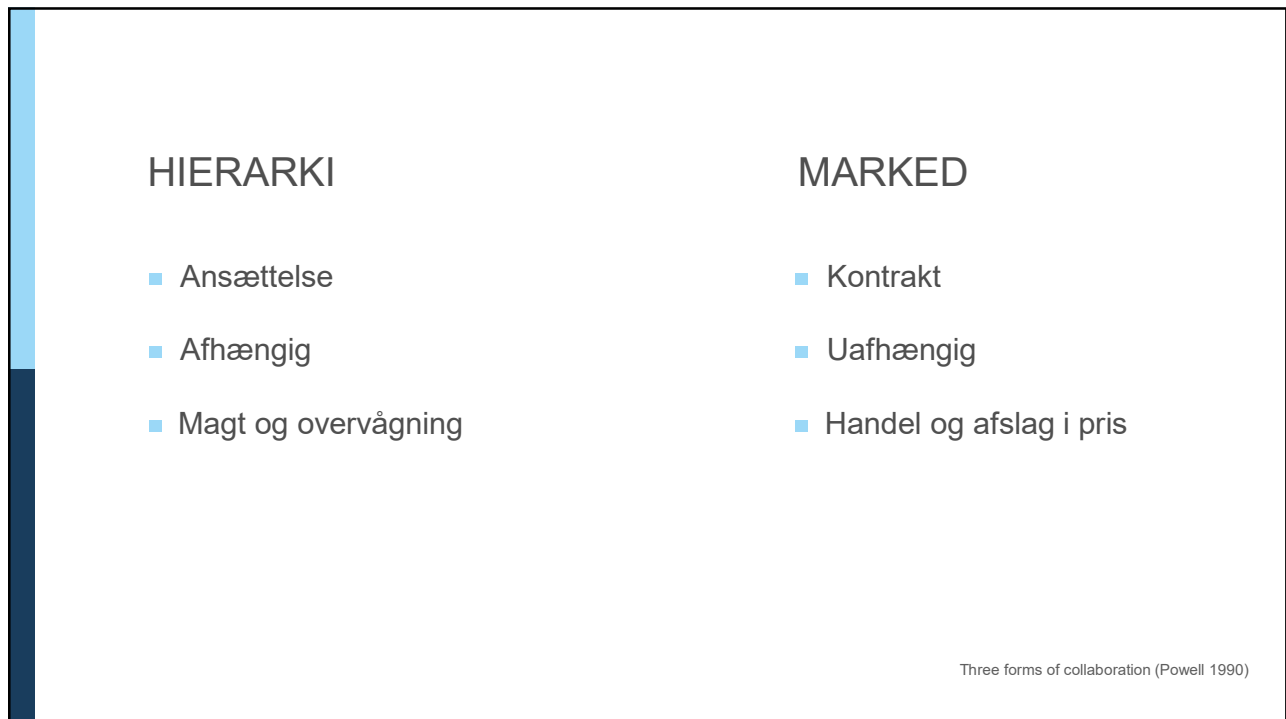 HIERARKI
Ansættelse
Afhængig
Magt og overvågning
MARKED
Kontrakt
Uafhængig
Handel og afslag i pris
Three forms of collaboration (Powell 1990)